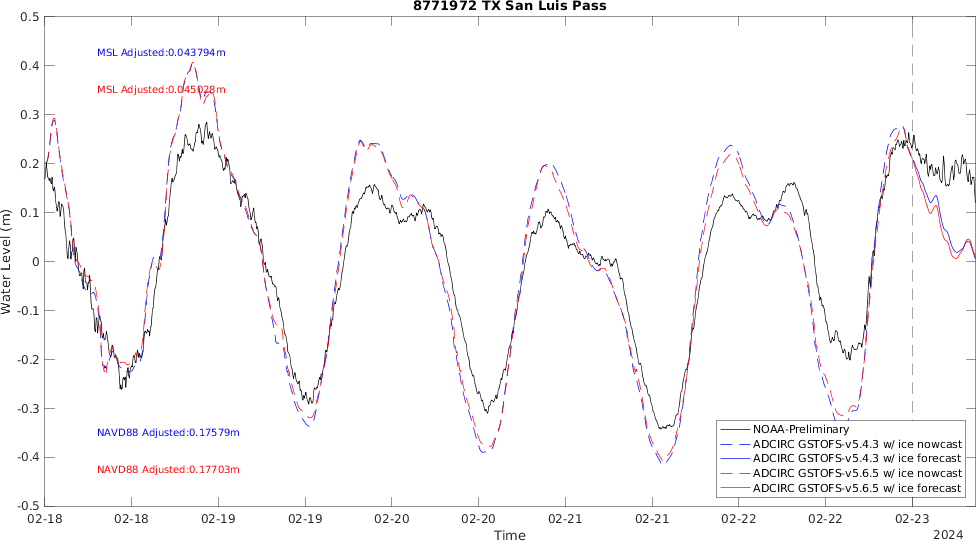 8771972 TX San Luis Pass
0.5
MSL Adjusted:0.043794m
0.4
MSL Adjusted:0.045028m
0.3
0.2
0.1
Water Level (m)
0
-0.1
-0.2
-0.3
NAVD88 Adjusted:0.17579m
-0.4
NAVD88 Adjusted:0.17703m
-0.5
NOAA-Preliminary
ADCIRC GSTOFS-v5.4.3 w/ ice nowcast
ADCIRC GSTOFS-v5.4.3 w/ ice forecast
ADCIRC GSTOFS-v5.6.5 w/ ice nowcast
ADCIRC GSTOFS-v5.6.5 w/ ice forecast
02-18 02-18 02-19 02-19 02-20 02-20 02-21 02-21 02-22 02-22 02-23
Time
2024